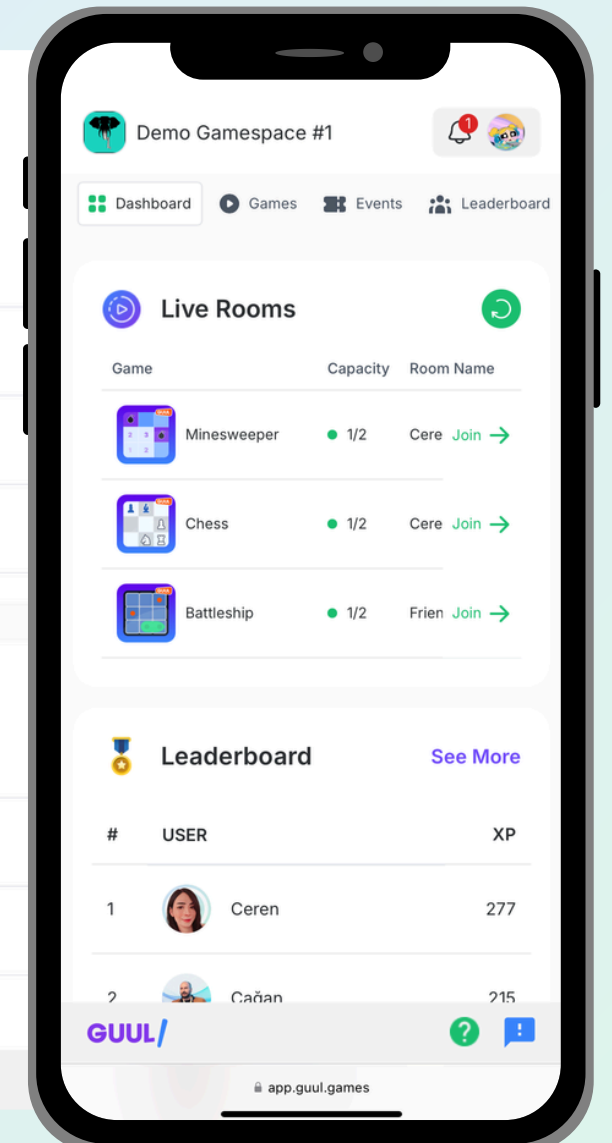 Demo Gamespace #1
1
Dashboard Games Events Leaderboard
Live Rooms
Game Capacity Room Name
Minesweeper 1/2 Cere Join
Chess 1/2 Cere Join
Battleship 1/2 Frien Join
Leaderboard See More
# USER XP
1 Ceren 277
2 Cağan 215
GUUL/
app.guul.games